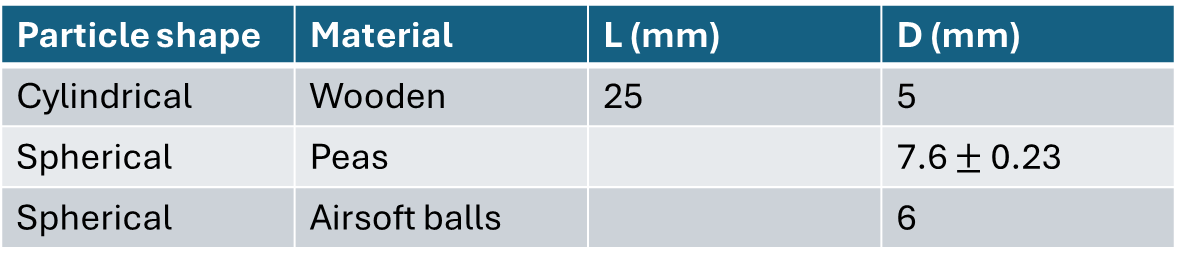 Particle shape Material L (mm) D (mm)
Cylindrical Wooden 25 5
Spherical Peas 7.6 ± 0.23
Spherical Airsoft balls 6